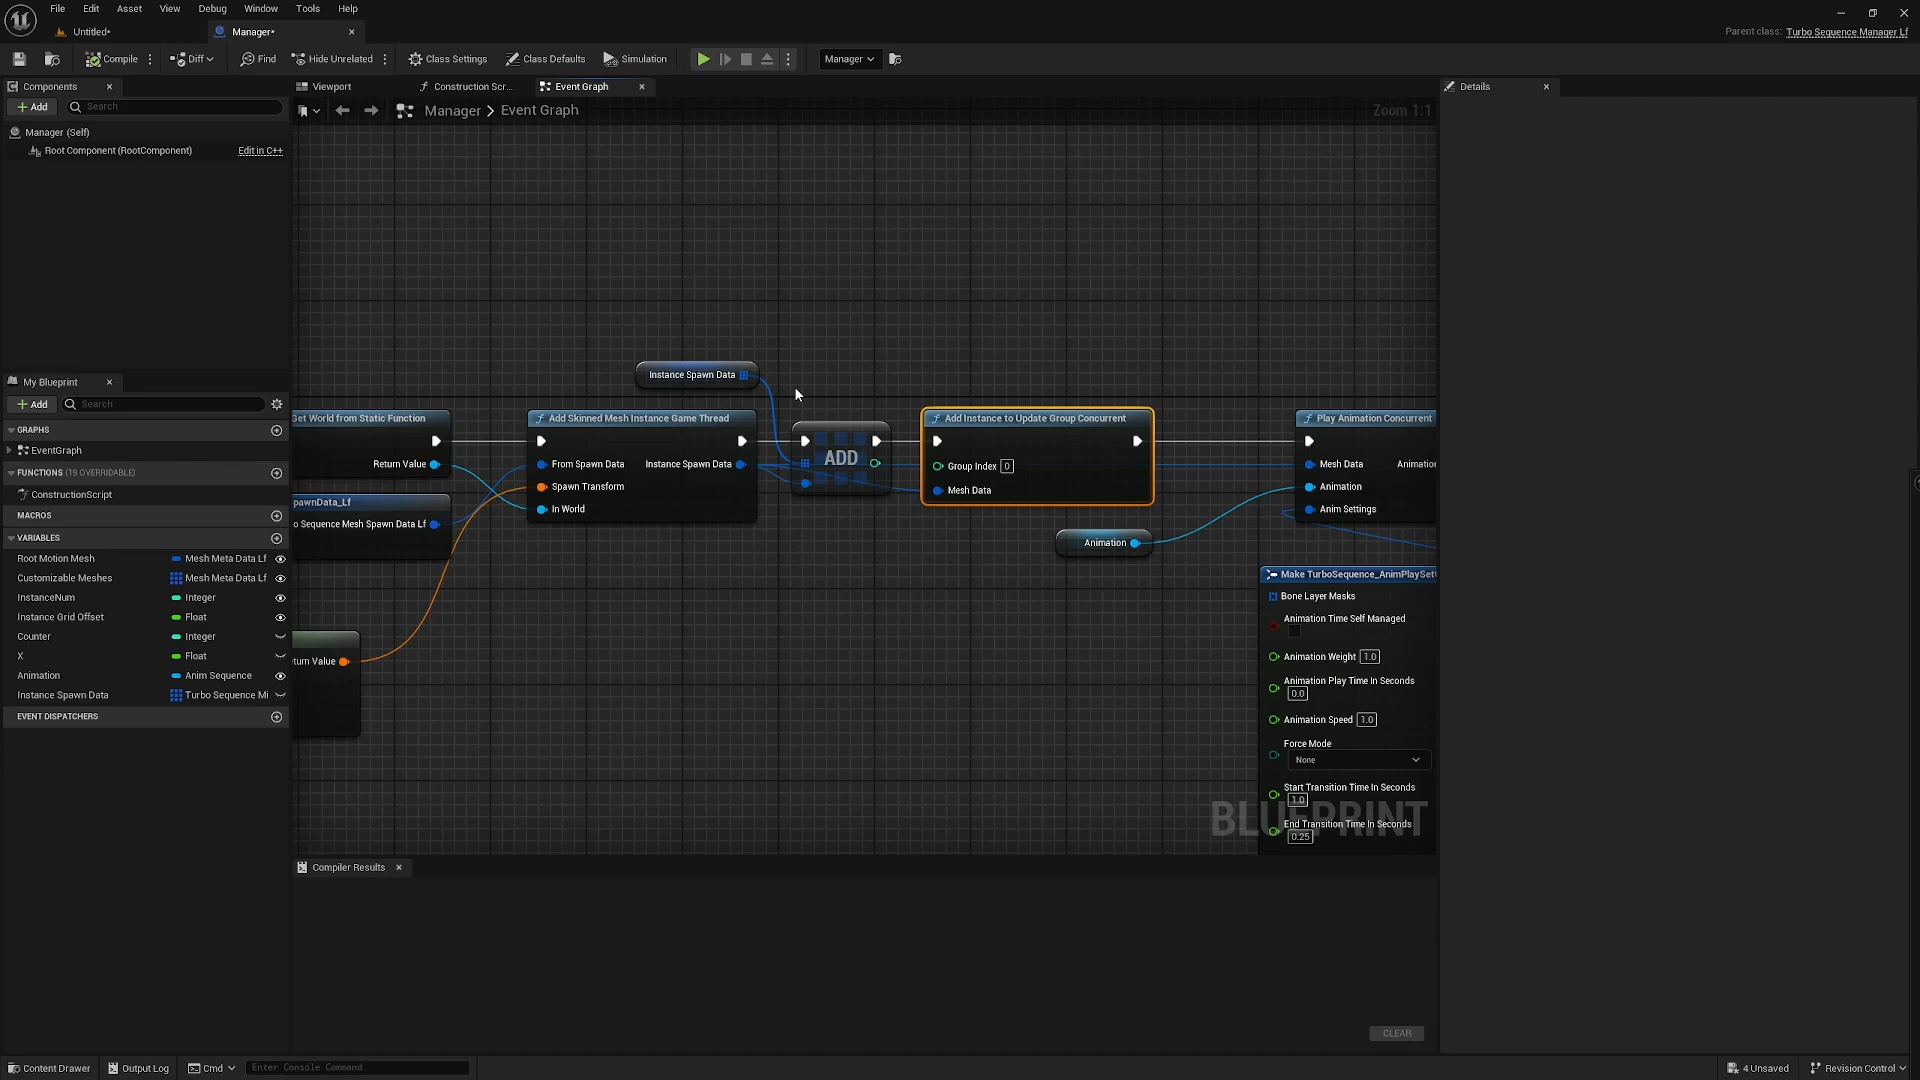 File Edit Asset View Debug Window Tools Help
Untitled*
Manager*
Parent class: Turbo Sequence Manager Lf
Compile
Diff
Find
Hide Unrelated
Class Settings
Class Defaults
Simulation
Manager
Components
Add
Search
Manager (Self)
Root Component (RootComponent) Edit in C++
My Blueprint
Add
Search
GRAPHS
EventGraph
FUNCTIONS (19 OVERRIDABLE)
ConstructionScript
MACROS
VARIABLES
Root Motion Mesh Mesh Meta Data Lf
Customizable Meshes Mesh Meta Data Lf
InstanceNum Integer
Instance Grid Offset Float
Counter Integer
X Float
Animation Anim Sequence
Instance Spawn Data Turbo Sequence Mi
EVENT DISPATCHERS
Viewport
Construction Scr...
Event Graph
Manager > Event Graph
Zoom 1:1
Instance Spawn Data
Get World from Static Function
Return Value
pawnData_Lf
o Sequence Mesh Spawn Data Lf
turn Value
Add Skinned Mesh Instance Game Thread
From Spawn Data Instance Spawn Data
Spawn Transform
In World
ADD
Add Instance to Update Group Concurrent
Group Index 0
Mesh Data
Animation
Play Animation Concurrent
Mesh Data Animation
Animation
Anim Settings
Make TurboSequence_AnimPlaySett
Bone Layer Masks
Animation Time Self Managed
Animation Weight 1.0
Animation Play Time In Seconds
0.0
Animation Speed 1.0
Force Mode
None
Start Transition Time In Seconds
1.0
End Transition Time In Seconds
0.25
BLUEPRINT
Compiler Results
CLEAR
Details
Content Drawer
Output Log
Cmd
Enter Console Command
4 Unsaved
Revision Control